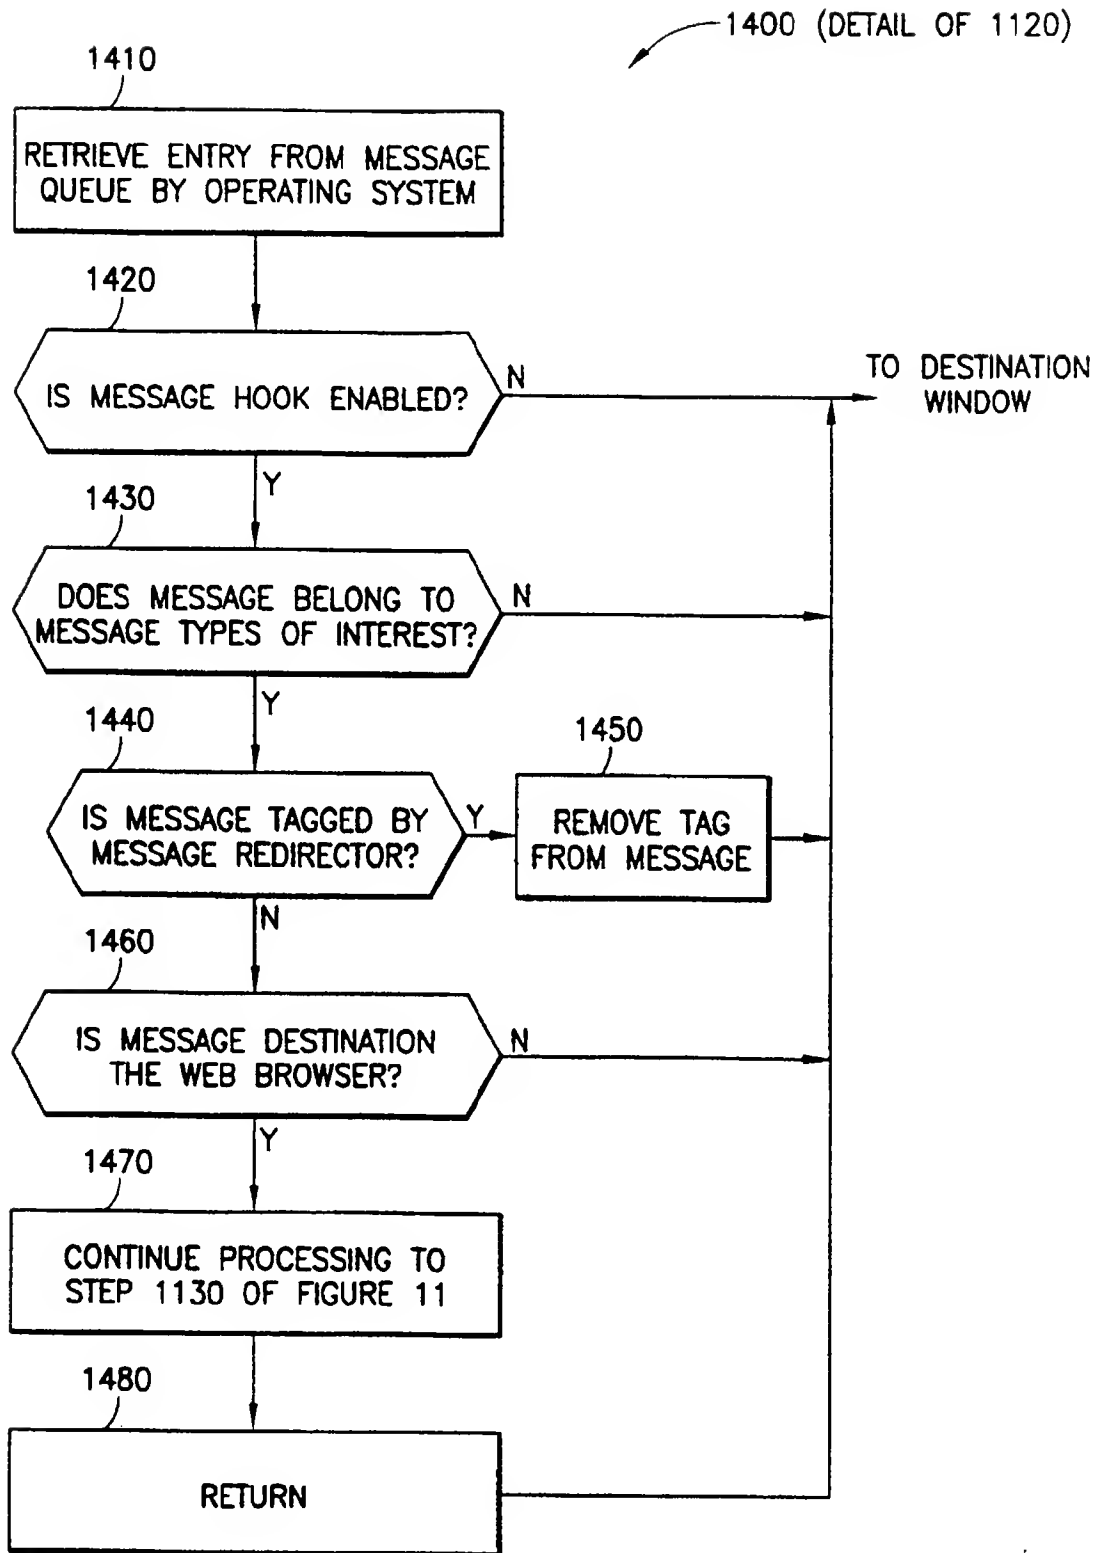 1400 (DETAIL OF 1120)
1410
RETRIEVE ENTRY FROM MESSAGE
QUEUE BY OPERATING SYSTEM
1420
IS MESSAGE HOOK ENABLED?
N
TO DESTINATION
WINDOW
Y
1430
DOES MESSAGE BELONG TO
MESSAGE TYPES OF INTEREST?
N
Y
1440
IS MESSAGE TAGGED BY
MESSAGE REDIRECTOR?
Y
1450
REMOVE TAG
FROM MESSAGE
N
1460
IS MESSAGE DESTINATION
THE WEB BROWSER?
N
Y
1470
CONTINUE PROCESSING TO
STEP 1130 OF FIGURE 11
1480
RETURN